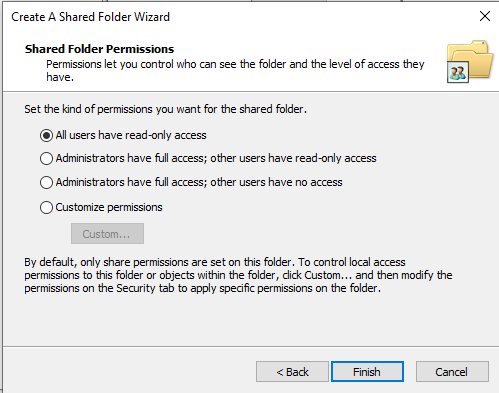 Create A Shared Folder Wizard
Shared Folder Permissions
Permissions let you control who can see the folder and the level of access they
have.
Set the kind of permissions you want for the shared folder.
All users have read-only access
Administrators have full access; other users have read-only access
Administrators have full access; other users have no access
Customize permissions
Custom...
By default, only share permissions are set on this folder. To control local access
permissions to this folder or objects within the folder, click Custom... and then modify the
permissions on the Security tab to apply specific permissions on the folder.
< Back
Finish
Cancel